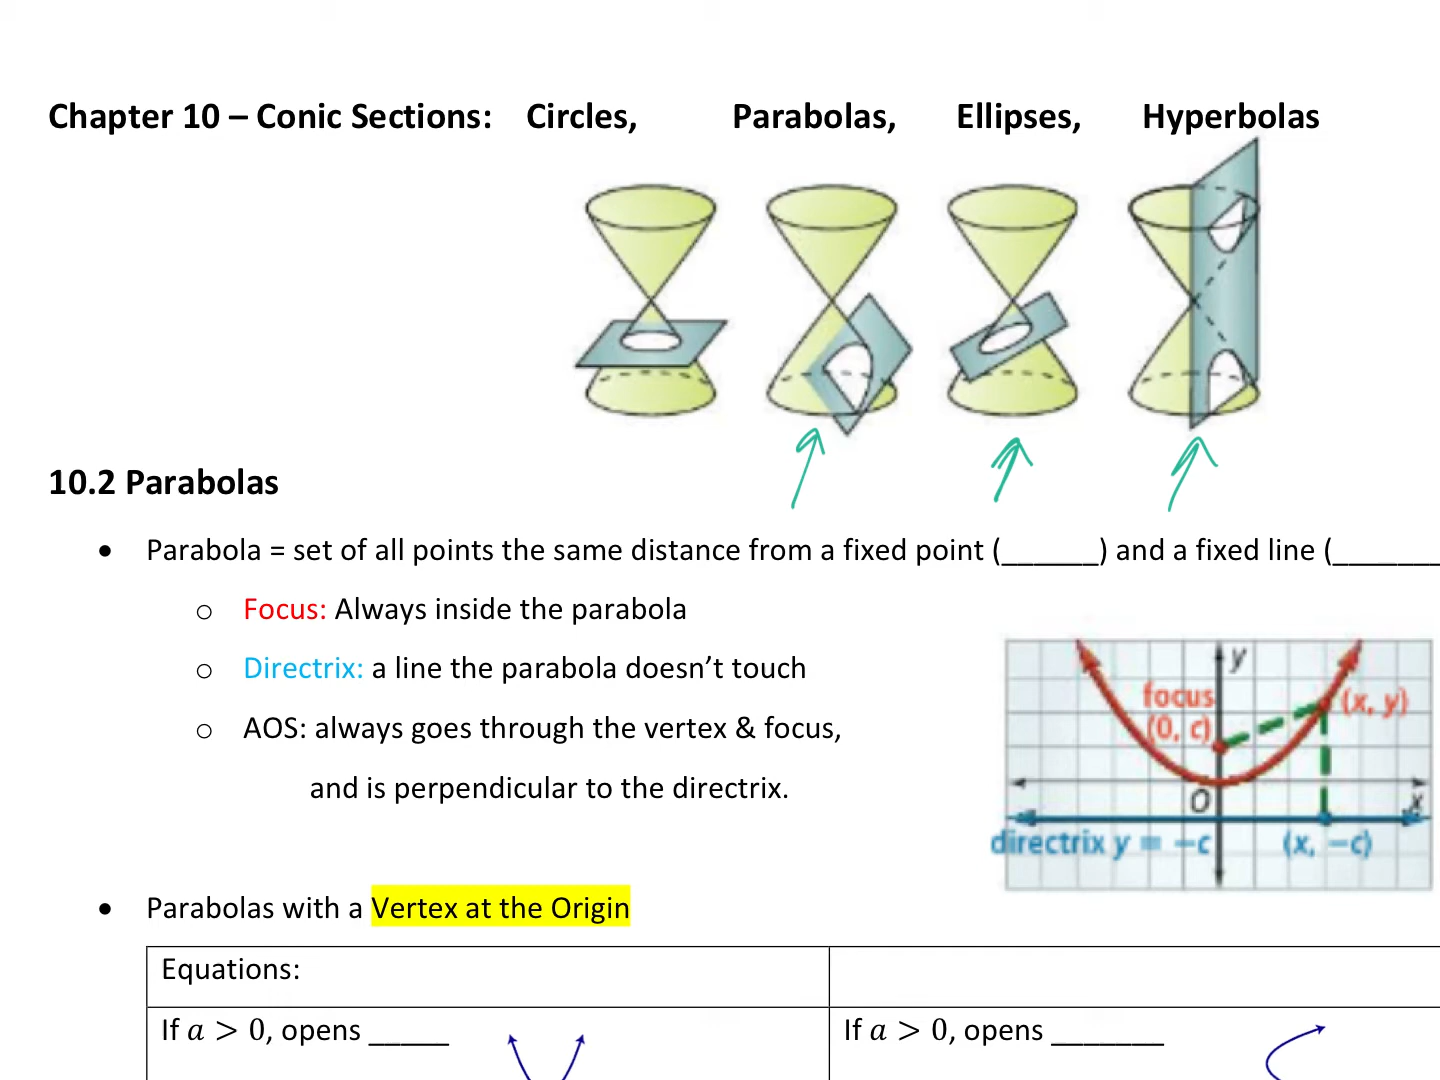 Chapter 10 – Conic Sections: Circles, Parabolas, Ellipses, Hyperbolas
10.2 Parabolas
• Parabola = set of all points the same distance from a fixed point (______) and a fixed line (_______
o Focus: Always inside the parabola
o Directrix: a line the parabola doesn’t touch
o AOS: always goes through the vertex & focus,
and is perpendicular to the directrix.
y
focus
(0, c)
(x, y)
O
x
directrix y = −c
(x, −c)
• Parabolas with a Vertex at the Origin
Equations:
If a > 0, opens _____
If a > 0, opens _______